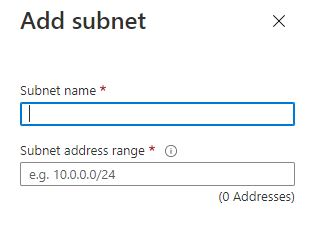 Add subnet
Subnet name *
Subnet address range *
e.g. 10.0.0.0/24
(0 Addresses)